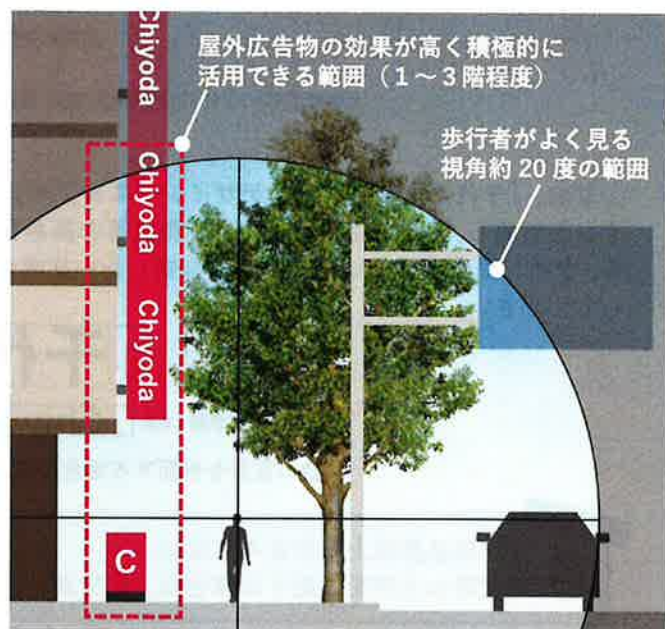 屋外広告物の効果が高く積極的に
活用できる範囲（１～３階程度）
歩行者がよく見る
視角約 20 度の範囲
Chiyoda
Chiyoda
Chiyoda
C